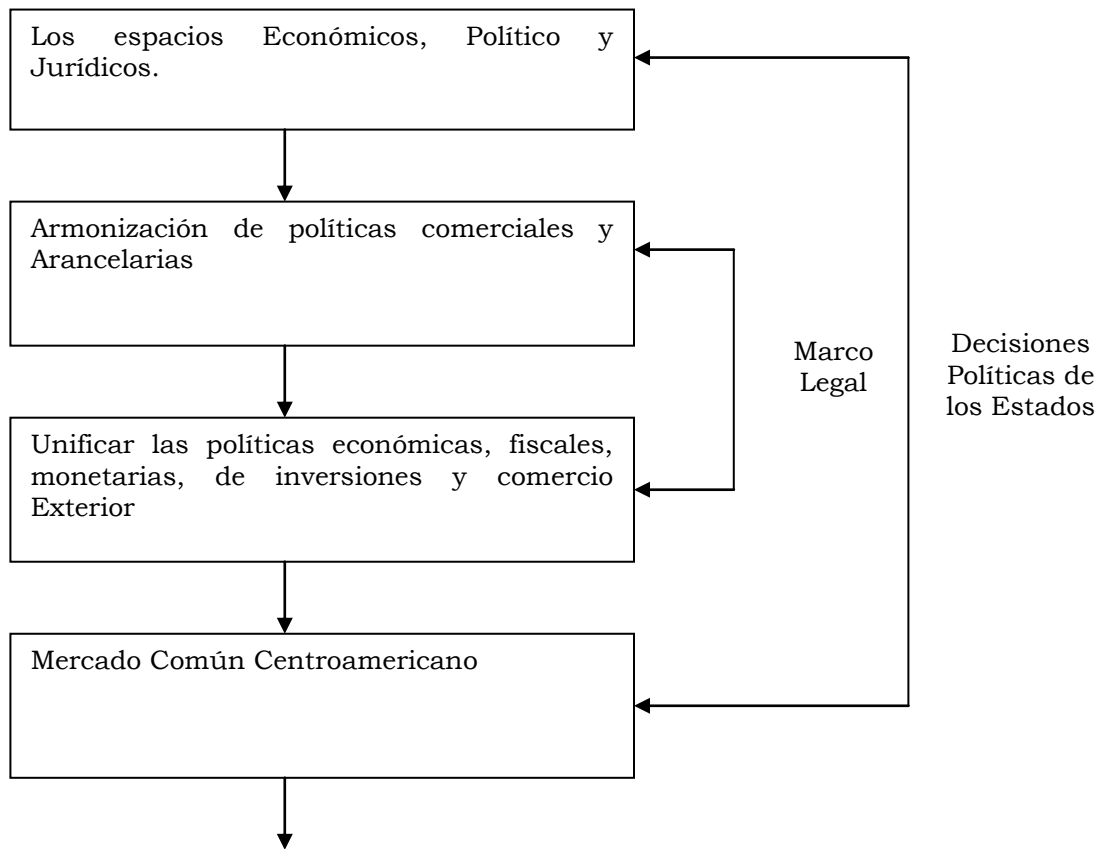 Los espacios Económicos, Político y
Jurídicos.
Armonización de políticas comerciales y
Arancelarias
Marco
Legal
Decisiones
Políticas de
los Estados
Unificar las políticas económicas, fiscales,
monetarias, de inversiones y comercio
Exterior
Mercado Común Centroamericano